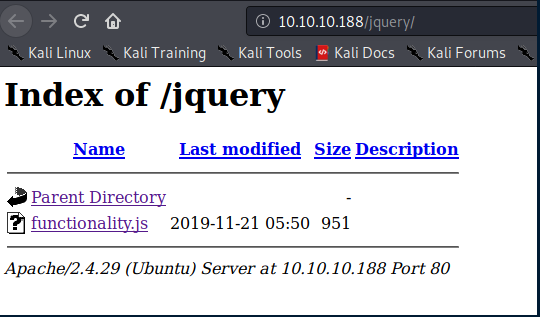 10.10.10.188/jquery/
Kali Linux Kali Training Kali Tools Kali Docs Kali Forums
Index of /jquery
Name Last modified Size Description
Parent Directory -
functionality.js 2019-11-21 05:50 951
Apache/2.4.29 (Ubuntu) Server at 10.10.10.188 Port 80